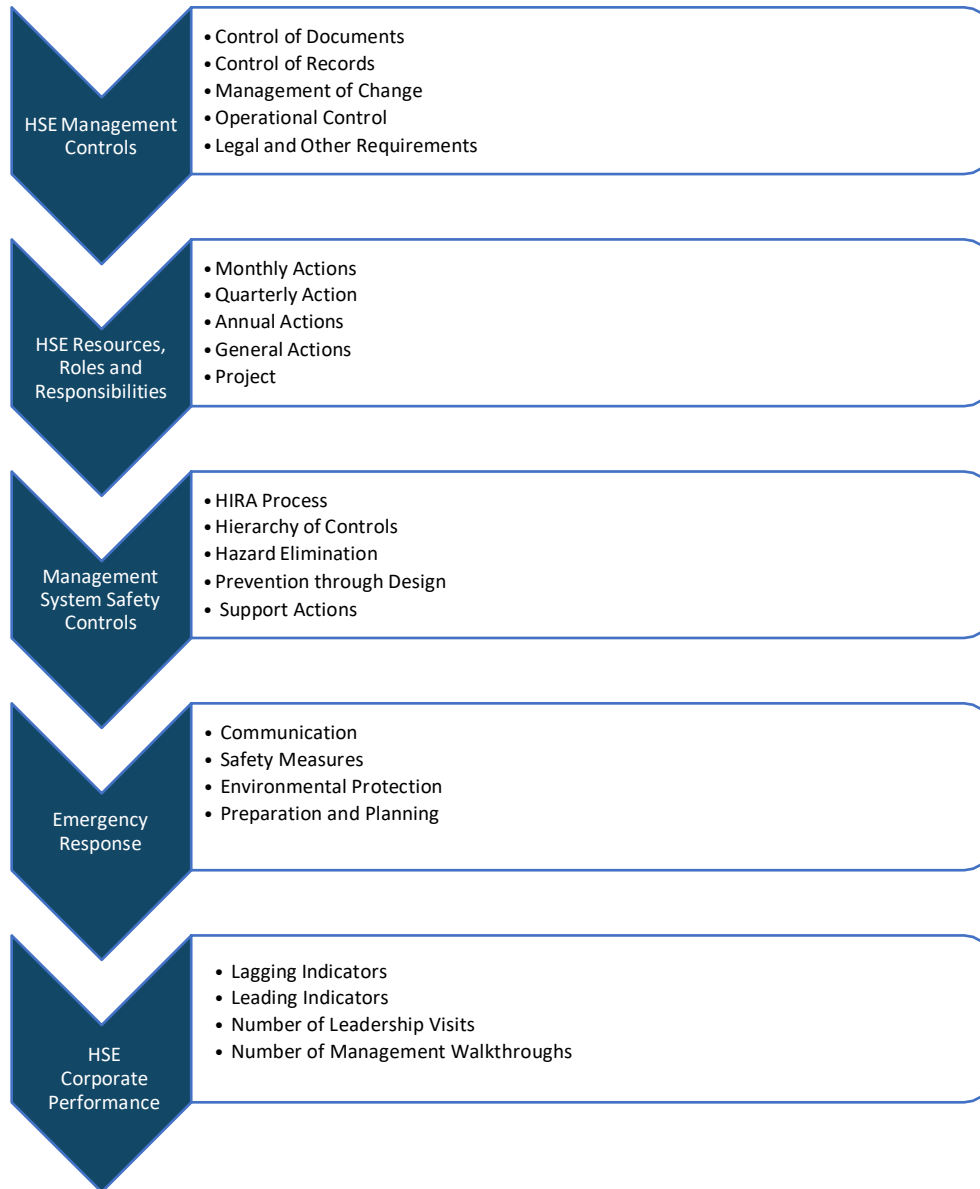 HSE Management
Controls
• Control of Documents
• Control of Records
• Management of Change
• Operational Control
• Legal and Other Requirements
HSE Resources,
Roles and
Responsibilities
• Monthly Actions
• Quarterly Action
• Annual Actions
• General Actions
• Project
Management
System Safety
Controls
• HIRA Process
• Hierarchy of Controls
• Hazard Elimination
• Prevention through Design
• Support Actions
Emergency
Response
• Communication
• Safety Measures
• Environmental Protection
• Preparation and Planning
HSE
Corporate
Performance
• Lagging Indicators
• Leading Indicators
• Number of Leadership Visits
• Number of Management Walkthroughs